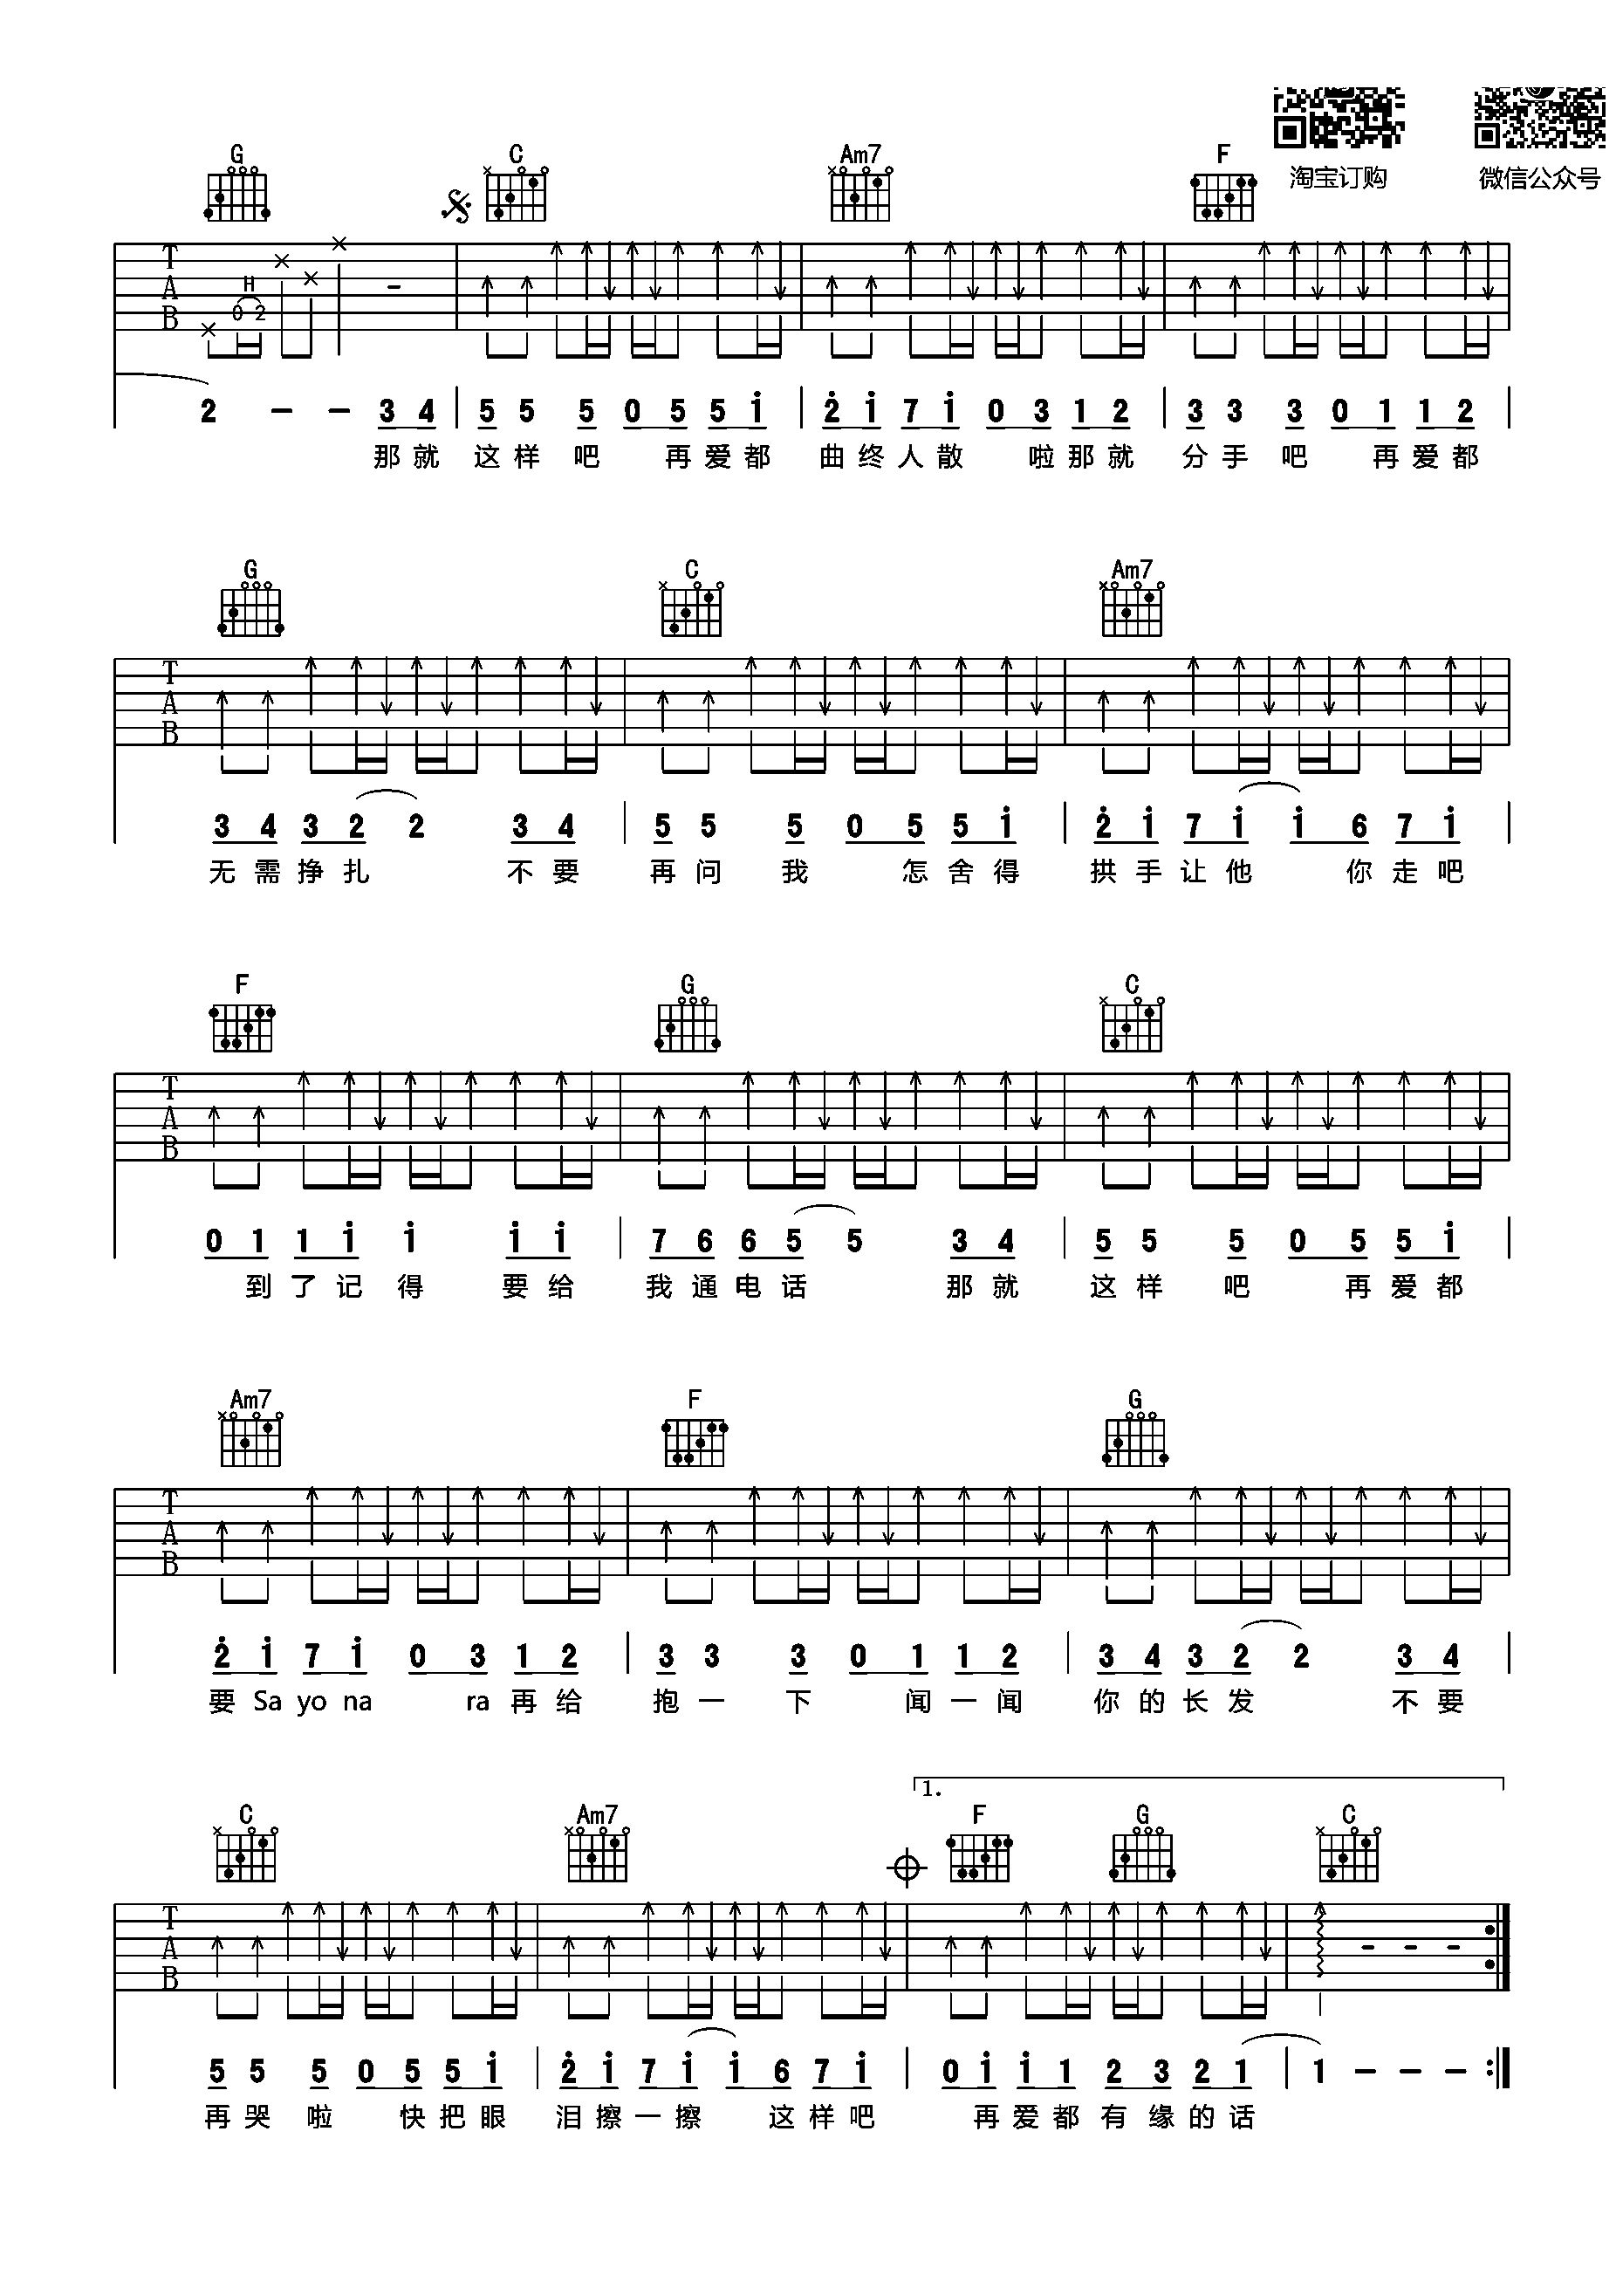 淘宝订购 微信公众号
G C Am7 F
T A B H 0 2
2 - - 3 4 5 5 5 0 5 5 i 2 i 7 i 0 3 1 2 3 3 3 0 1 1 2
那就 这样 吧 再爱都 曲终人散 啦那就 分手 吧 再爱都
G C Am7
T A B
3 4 3 2 2 3 4 5 5 5 0 5 5 i 2 i 7 i i 6 7 i
无需挣扎 不要 再问 我 怎舍得 拱手让他 你走吧
F G C
T A B
0 1 1 i i i i 7 6 6 5 5 3 4 5 5 5 0 5 5 i
到了记得 要给 我通电话 那就 这样 吧 再爱都
Am7 F G
T A B
2 i 7 i 0 3 1 2 3 3 3 0 1 1 2 3 4 3 2 2 3 4
要 Sa yo na ra 再给 抱一 下 闻一闻 你的长发 不要
1.
C Am7 F G C
T A B - - -
5 5 5 0 5 5 i 2 i 7 i i 6 7 i 0 i i 1 2 3 2 1 1 - - -
再哭 啦 快把眼 泪擦一擦 这样吧 再爱都有缘的话